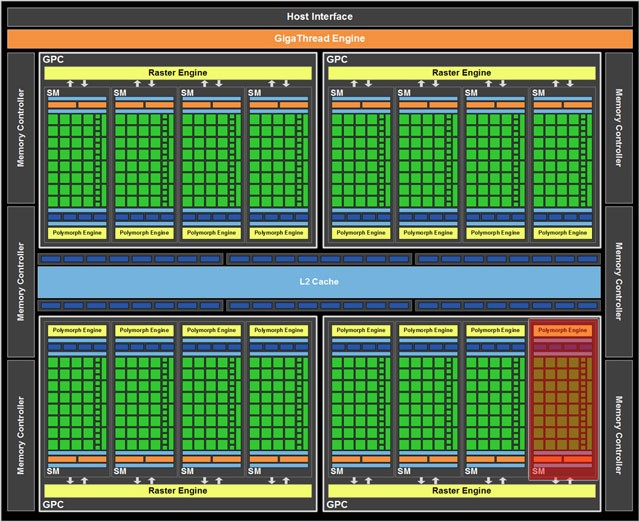 Host Interface
GigaThread Engine
GPC
GPC
Raster Engine
Raster Engine
SM
SM
SM
SM
SM
SM
SM
SM
Memory Controller
Memory Controller
Polymorph Engine
Polymorph Engine
Polymorph Engine
Polymorph Engine
Polymorph Engine
Polymorph Engine
Polymorph Engine
Polymorph Engine
Memory Controller
L2 Cache
Memory Controller
Polymorph Engine
Polymorph Engine
Polymorph Engine
Polymorph Engine
Polymorph Engine
Polymorph Engine
Polymorph Engine
Polymorph Engine
Memory Controller
Memory Controller
SM
SM
SM
SM
SM
SM
SM
SM
Raster Engine
Raster Engine
GPC
GPC